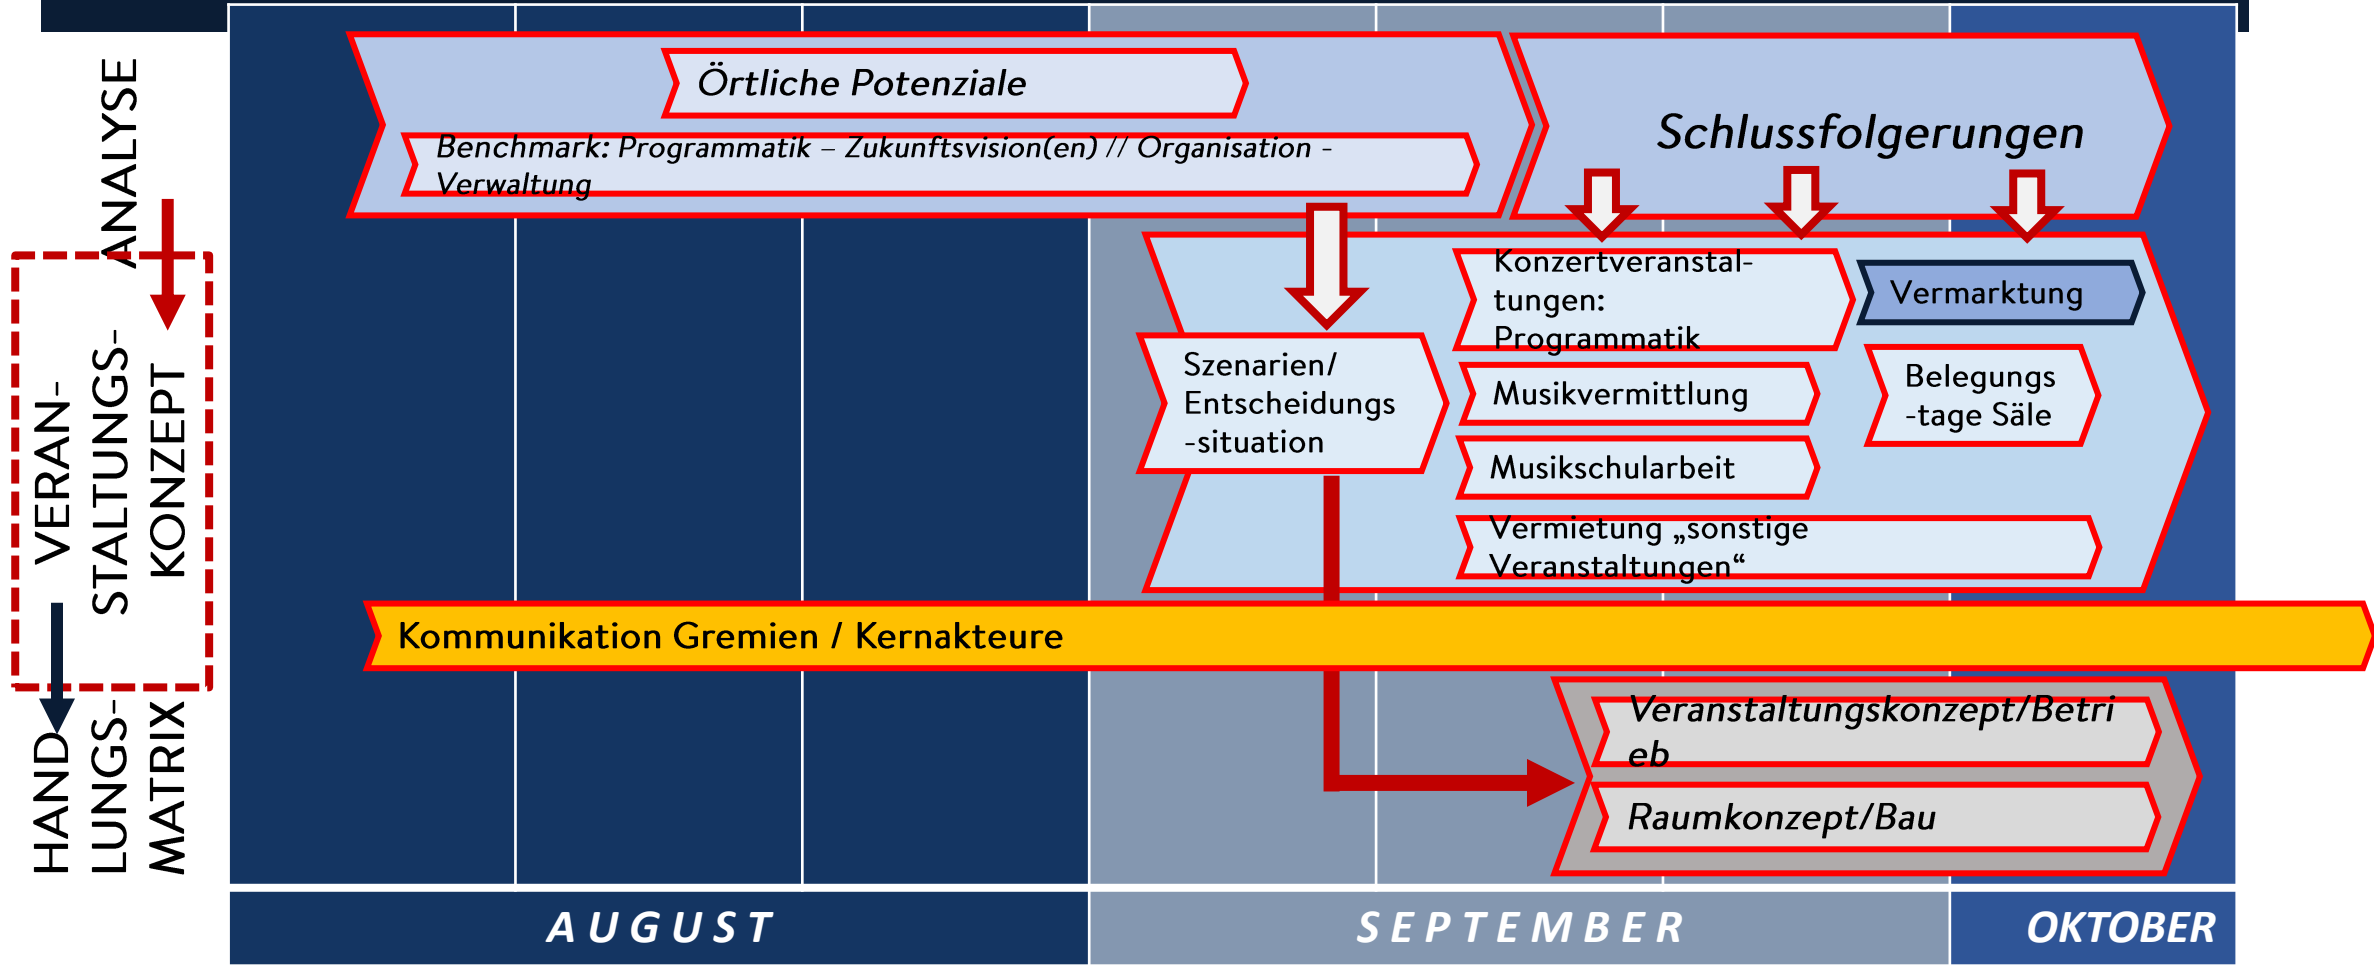 ANALYSE
VERAN-
STALTUNGS-
KONZEPT
HAND
LUNGS-
MATRIX
Örtliche Potenziale
Benchmark: Programmatik – Zukunftsvision(en) // Organisation -
Verwaltung
Schlussfolgerungen
Szenarien/
Entscheidungs
-situation
Konzertveranstal-
tungen:
Programmatik
Musikvermittlung
Musikschularbeit
Vermietung „sonstige
Veranstaltungen“
Vermarktung
Belegungs
-tage Säle
Kommunikation Gremien / Kernakteure
Veranstaltungskonzept/Betri
eb
Raumkonzept/Bau
AUGUST
SEPTEMBER
OKTOBER